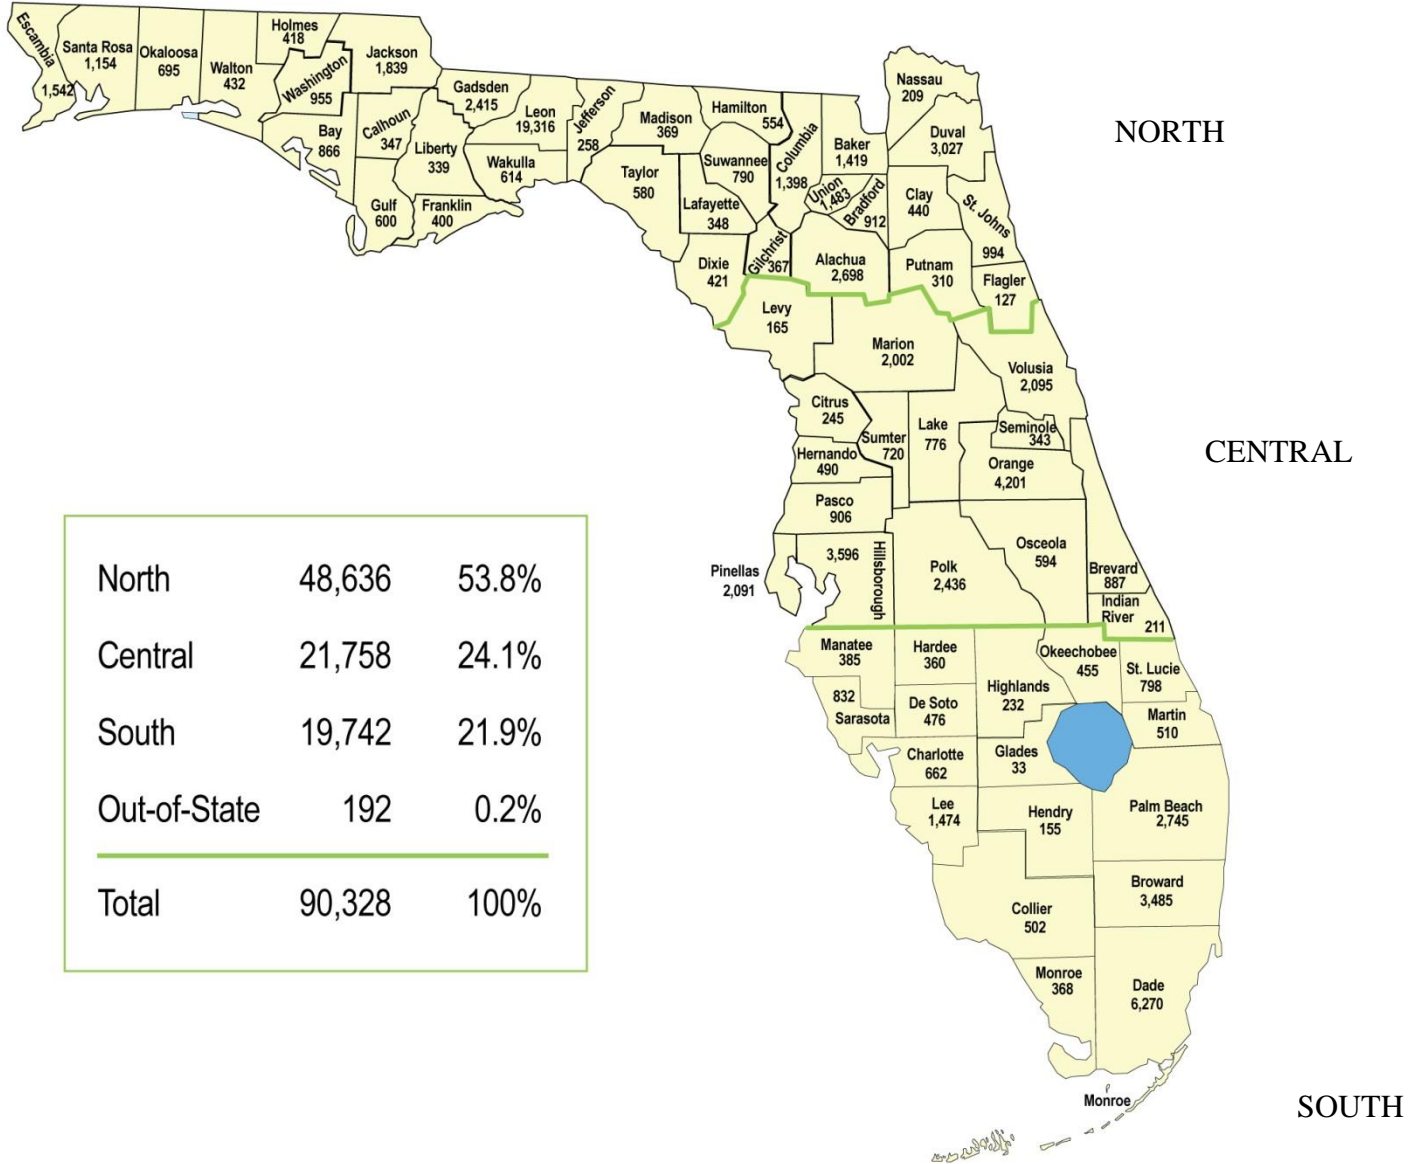 Escambia
1,542
Santa Rosa
1,154
Okaloosa
695
Walton
432
Holmes
418
Washington
955
Jackson
1,839
Bay
866
Calhoun
347
Gulf
600
Liberty
339
Franklin
400
Gadsden
2,415
Leon
19,316
Wakulla
614
Jefferson
258
Madison
369
Taylor
580
Hamilton
554
Suwannee
790
Lafayette
348
Dixie
421
Columbia
1,398
Gilchrist
367
Baker
1,419
Union
1,483
Bradford
912
Alachua
2,698
Nassau
209
Duval
3,027
Clay
440
St. Johns
994
Putnam
310
Flagler
127
NORTH
Levy
165
Marion
2,002
Volusia
2,095
Citrus
245
Sumter
720
Lake
776
Seminole
343
Orange
4,201
Hernando
490
Pasco
906
Pinellas
2,091
3,596
Hillsborough
Polk
2,436
Osceola
594
Brevard
887
Indian
River
211
CENTRAL
Manatee
385
Hardee
360
Highlands
232
Okeechobee
455
St. Lucie
798
832
Sarasota
De Soto
476
Martin
510
Charlotte
662
Glades
33
Lee
1,474
Hendry
155
Palm Beach
2,745
Collier
502
Broward
3,485
Monroe
368
Dade
6,270
Monroe
SOUTH
North 48,636 53.8%
Central 21,758 24.1%
South 19,742 21.9%
Out-of-State 192 0.2%
Total 90,328 100%